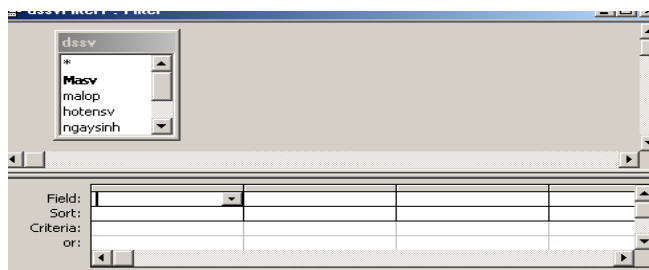 dssvFilter1 : Filter
dssv
*
Masv
malop
hotensv
ngaysinh
Field:
Sort:
Criteria:
or: